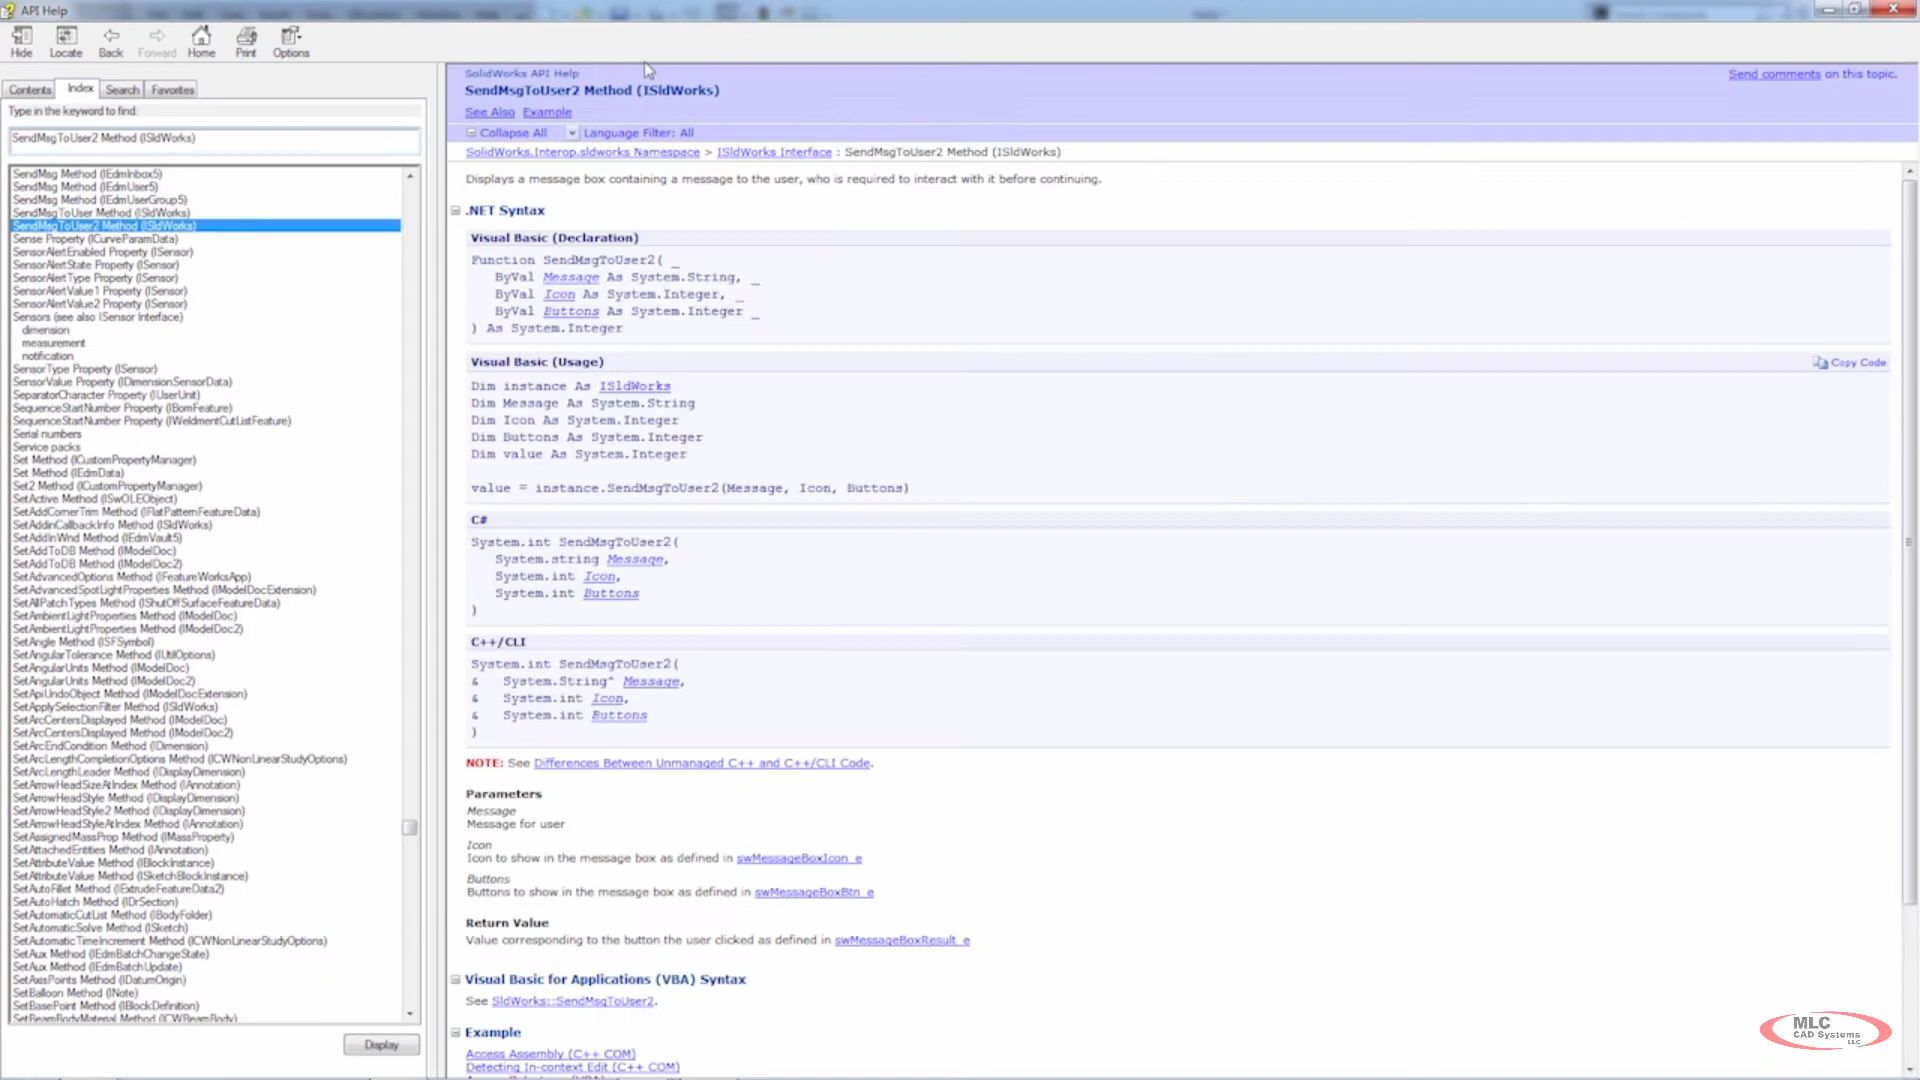 API Help
Hide Locate Back Forward Home Print Options
Contents Index Search Favorites
Type in the keyword to find:
SendMsgToUser2 Method (ISldWorks)
SendMsg Method (IEdmInbox5)
SendMsg Method (IEdmUser5)
SendMsg Method (IEdmUserGroup5)
SendMsgToUser Method (ISldWorks)
SendMsgToUser2 Method (ISldWorks)
Sense Property (ICurveParamData)
SensorAlertEnabled Property (ISensor)
SensorAlertState Property (ISensor)
SensorAlertType Property (ISensor)
SensorAlertValue1 Property (ISensor)
SensorAlertValue2 Property (ISensor)
Sensors (see also ISensor Interface)
dimension
measurement
notification
SensorType Property (ISensor)
SensorValue Property (IDimensionSensorData)
SeparatorCharacter Property (IUserUnit)
SequenceStartNumber Property (IBomFeature)
SequenceStartNumber Property (IWeldmentCutListFeature)
Serial numbers
Service packs
Set Method (ICustomPropertyManager)
Set Method (IEdmData)
Set2 Method (ICustomPropertyManager)
SetActive Method (ISwOLEObject)
SetAddCornerTrim Method (IFlatPatternFeatureData)
SetAddinCallbackInfo Method (ISldWorks)
SetAddInWnd Method (IEdmVault5)
SetAddToDB Method (IModelDoc)
SetAddToDB Method (IModelDoc2)
SetAdvancedOptions Method (IFeatureWorksApp)
SetAdvancedSpotLightProperties Method (IModelDocExtension)
SetAllPatchTypes Method (IShutOffSurfaceFeatureData)
SetAmbientLightProperties Method (IModelDoc)
SetAmbientLightProperties Method (IModelDoc2)
SetAngle Method (ISFSymbol)
SetAngularTolerance Method (IUtilOptions)
SetAngularUnits Method (IModelDoc)
SetAngularUnits Method (IModelDoc2)
SetApiUndoObject Method (IModelDocExtension)
SetApplySelectionFilter Method (ISldWorks)
SetArcCentersDisplayed Method (IModelDoc)
SetArcCentersDisplayed Method (IModelDoc2)
SetArcEndCondition Method (IDimension)
SetArcLengthCompletionOptions Method (ICWNonLinearStudyOptions)
SetArcLengthLeader Method (IDisplayDimension)
SetArrowHeadSizeAtIndex Method (IAnnotation)
SetArrowHeadStyle Method (IDisplayDimension)
SetArrowHeadStyle2 Method (IDisplayDimension)
SetArrowHeadStyleAtIndex Method (IAnnotation)
SetAssignedMassProp Method (IMassProperty)
SetAttachedEntities Method (IAnnotation)
SetAttributeValue Method (IBlockInstance)
SetAttributeValue Method (ISketchBlockInstance)
SetAutoFillet Method (IExtrudeFeatureData2)
SetAutoHatch Method (IDrSection)
SetAutomaticCutList Method (IBodyFolder)
SetAutomaticSolve Method (ISketch)
SetAutomaticTimeIncrement Method (ICWNonLinearStudyOptions)
SetAux Method (IEdmBatchChangeState)
SetAux Method (IEdmBatchUpdate)
SetAxisPoints Method (IDatumOrigin)
SetBalloon Method (INote)
SetBasePoint Method (IBlockDefinition)
SetBeamBodyMaterial Method (ICWBeamBody)
Display
SolidWorks API Help
Send comments on this topic.
SendMsgToUser2 Method (ISldWorks)
See Also Example
Collapse All Language Filter: All
SolidWorks.Interop.sldworks Namespace > ISldWorks Interface : SendMsgToUser2 Method (ISldWorks)
Displays a message box containing a message to the user, who is required to interact with it before continuing.
.NET Syntax
Visual Basic (Declaration)
Function SendMsgToUser2( _
ByVal Message As System.String, _
ByVal Icon As System.Integer, _
ByVal Buttons As System.Integer _
) As System.Integer
Visual Basic (Usage) Copy Code
Dim instance As ISldWorks
Dim Message As System.String
Dim Icon As System.Integer
Dim Buttons As System.Integer
Dim value As System.Integer
value = instance.SendMsgToUser2(Message, Icon, Buttons)
C#
System.int SendMsgToUser2(
System.string Message,
System.int Icon,
System.int Buttons
)
C++/CLI
System.int SendMsgToUser2(
& System.String^ Message,
& System.int Icon,
& System.int Buttons
)
NOTE: See Differences Between Unmanaged C++ and C++/CLI Code.
Parameters
Message
Message for user
Icon
Icon to show in the message box as defined in swMessageBoxIcon_e
Buttons
Buttons to show in the message box as defined in swMessageBoxBtn_e
Return Value
Value corresponding to the button the user clicked as defined in swMessageBoxResult_e
Visual Basic for Applications (VBA) Syntax
See SldWorks::SendMsgToUser2.
Example
Access Assembly (C++ COM)
Detecting In-context Edit (C++ COM)
MLC
CAD Systems
LLC